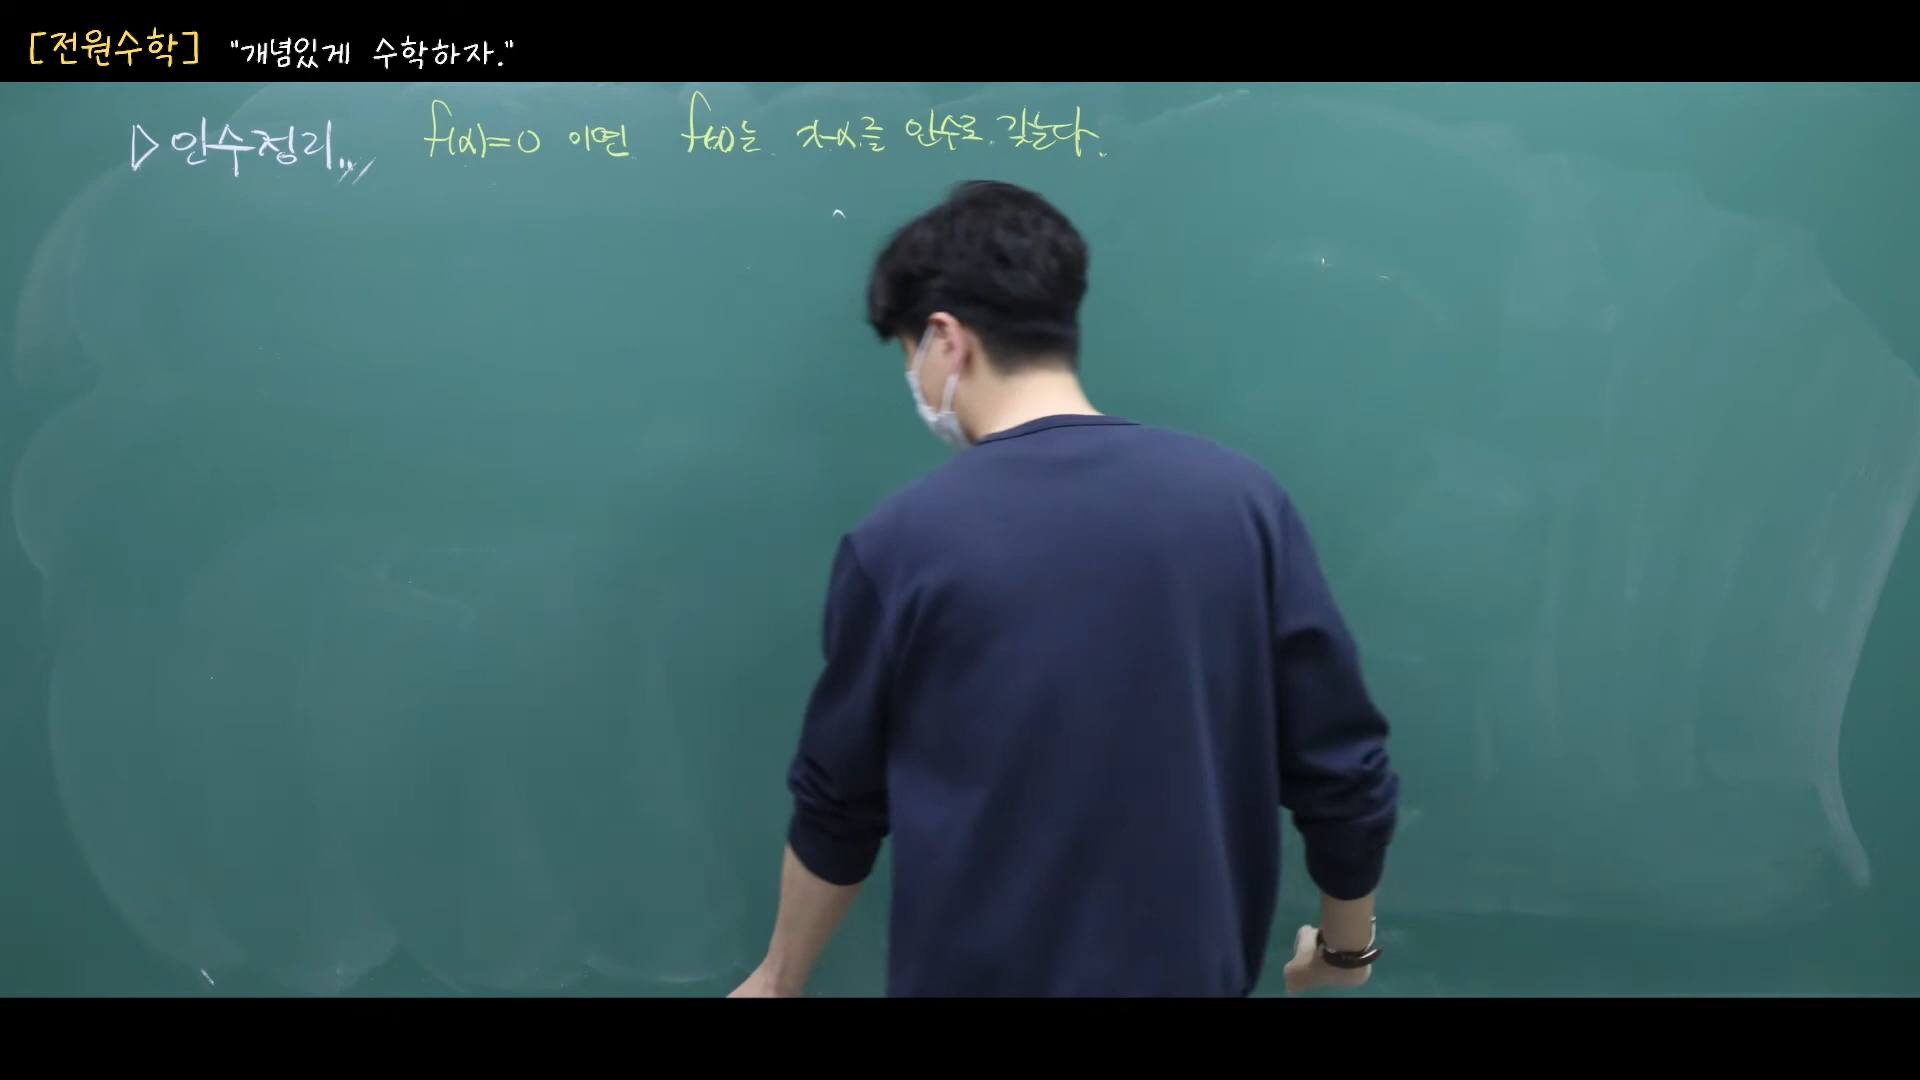 [전원수학] "개념있게 수학하자."
▷인수정리 f(α)=0 이면 f(x)는 x-α를 인수로 갖는다.